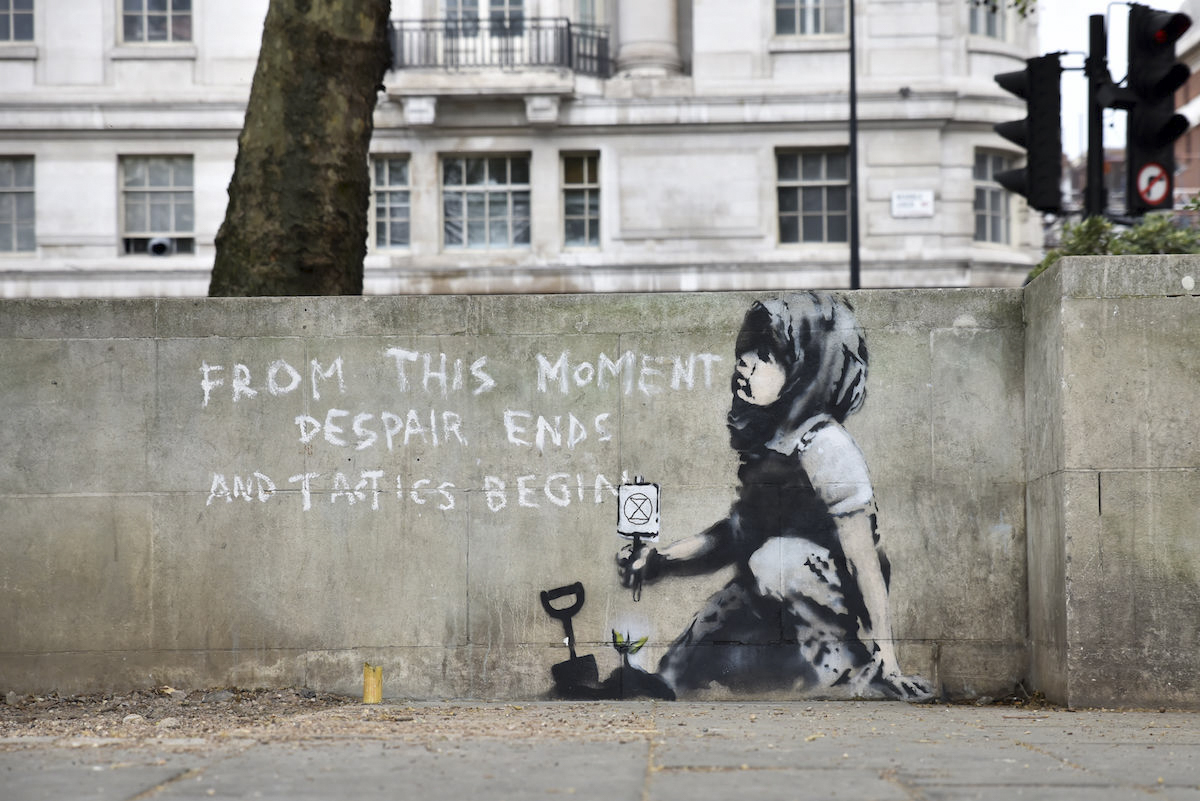 FROM THIS MOMENT
DESPAIR ENDS
AND TACTICS BEGIN